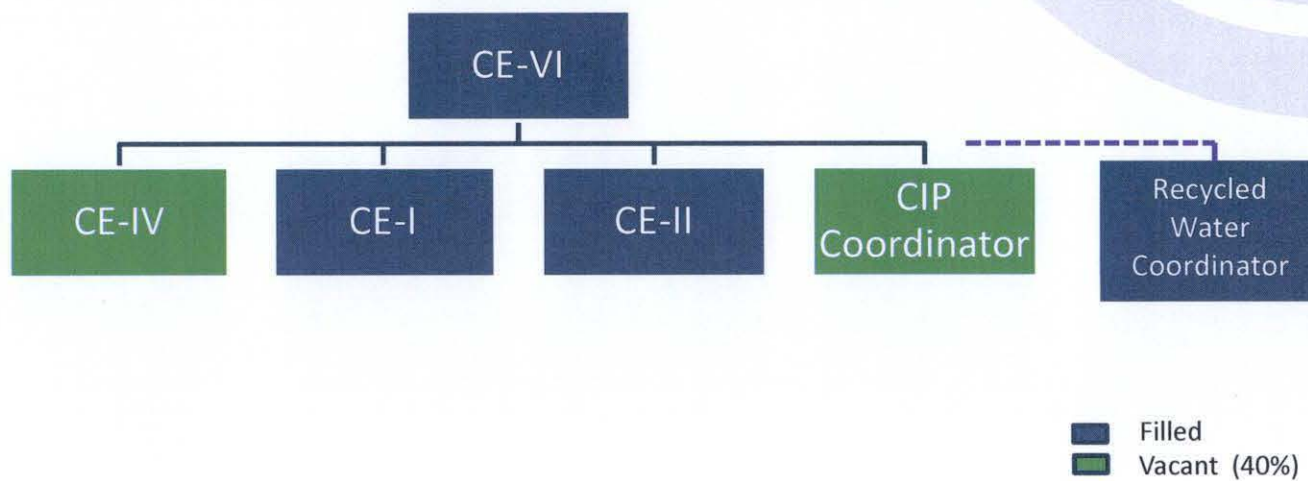 CE-VI
CE-IV
CE-I
CE-II
CIP
Coordinator
Recycled
Water
Coordinator
Filled
Vacant (40%)